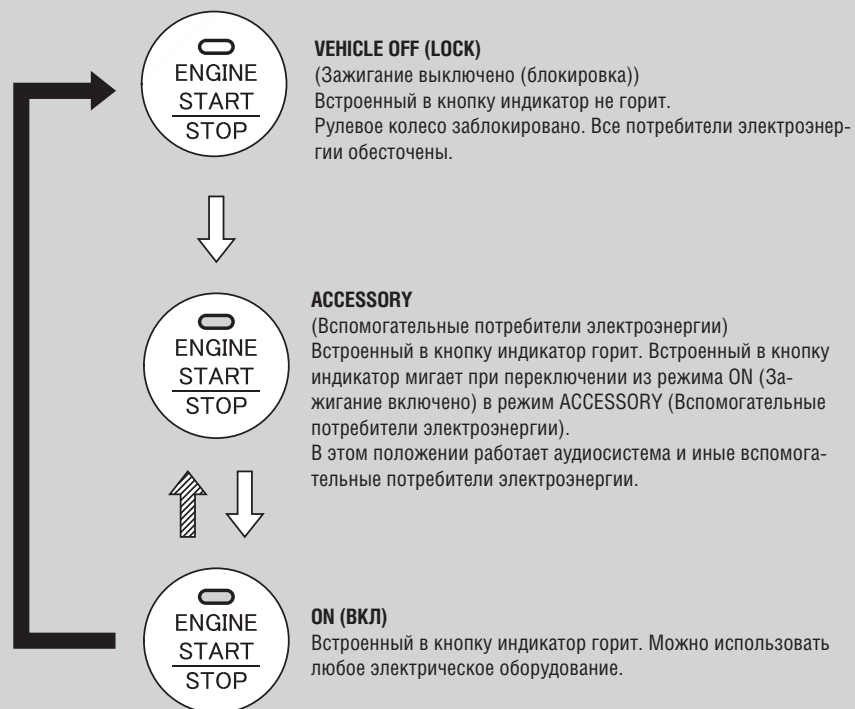 ENGINE
START
STOP
VEHICLE OFF (LOCK)
(Зажигание выключено (блокировка))
Встроенный в кнопку индикатор не горит.
Рулевое колесо заблокировано. Все потребители электроэнер-
гии обесточены.
ENGINE
START
STOP
ACCESSORY
(Вспомогательные потребители электроэнергии)
Встроенный в кнопку индикатор горит. Встроенный в кнопку
индикатор мигает при переключении из режима ON (За-
жигание включено) в режим ACCESSORY (Вспомогательные
потребители электроэнергии).
В этом положении работает аудиосистема и иные вспомога-
тельные потребители электроэнергии.
ENGINE
START
STOP
ON (ВКЛ)
Встроенный в кнопку индикатор горит. Можно использовать
любое электрическое оборудование.